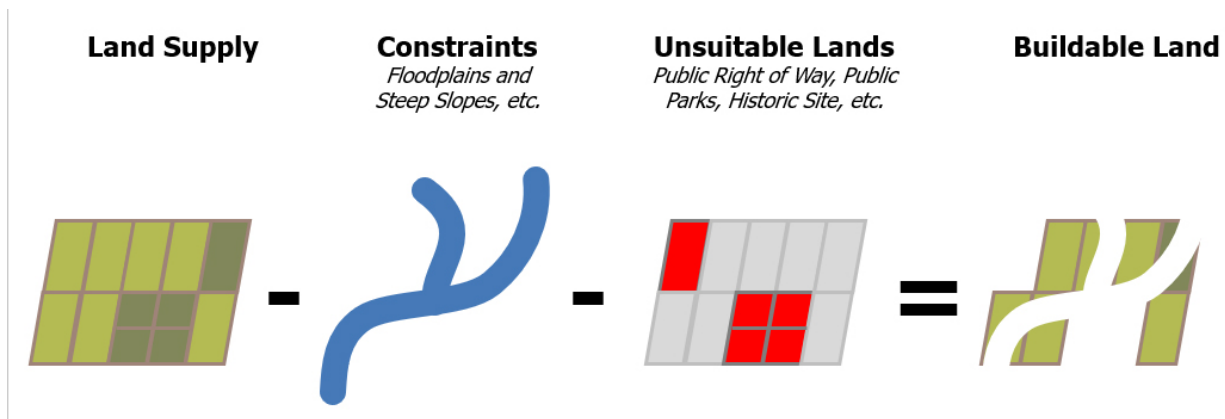 Land Supply
Constraints
Floodplains and
Steep Slopes, etc.
Unsuitable Lands
Public Right of Way, Public
Parks, Historic Site, etc.
Buildable Land
- - =